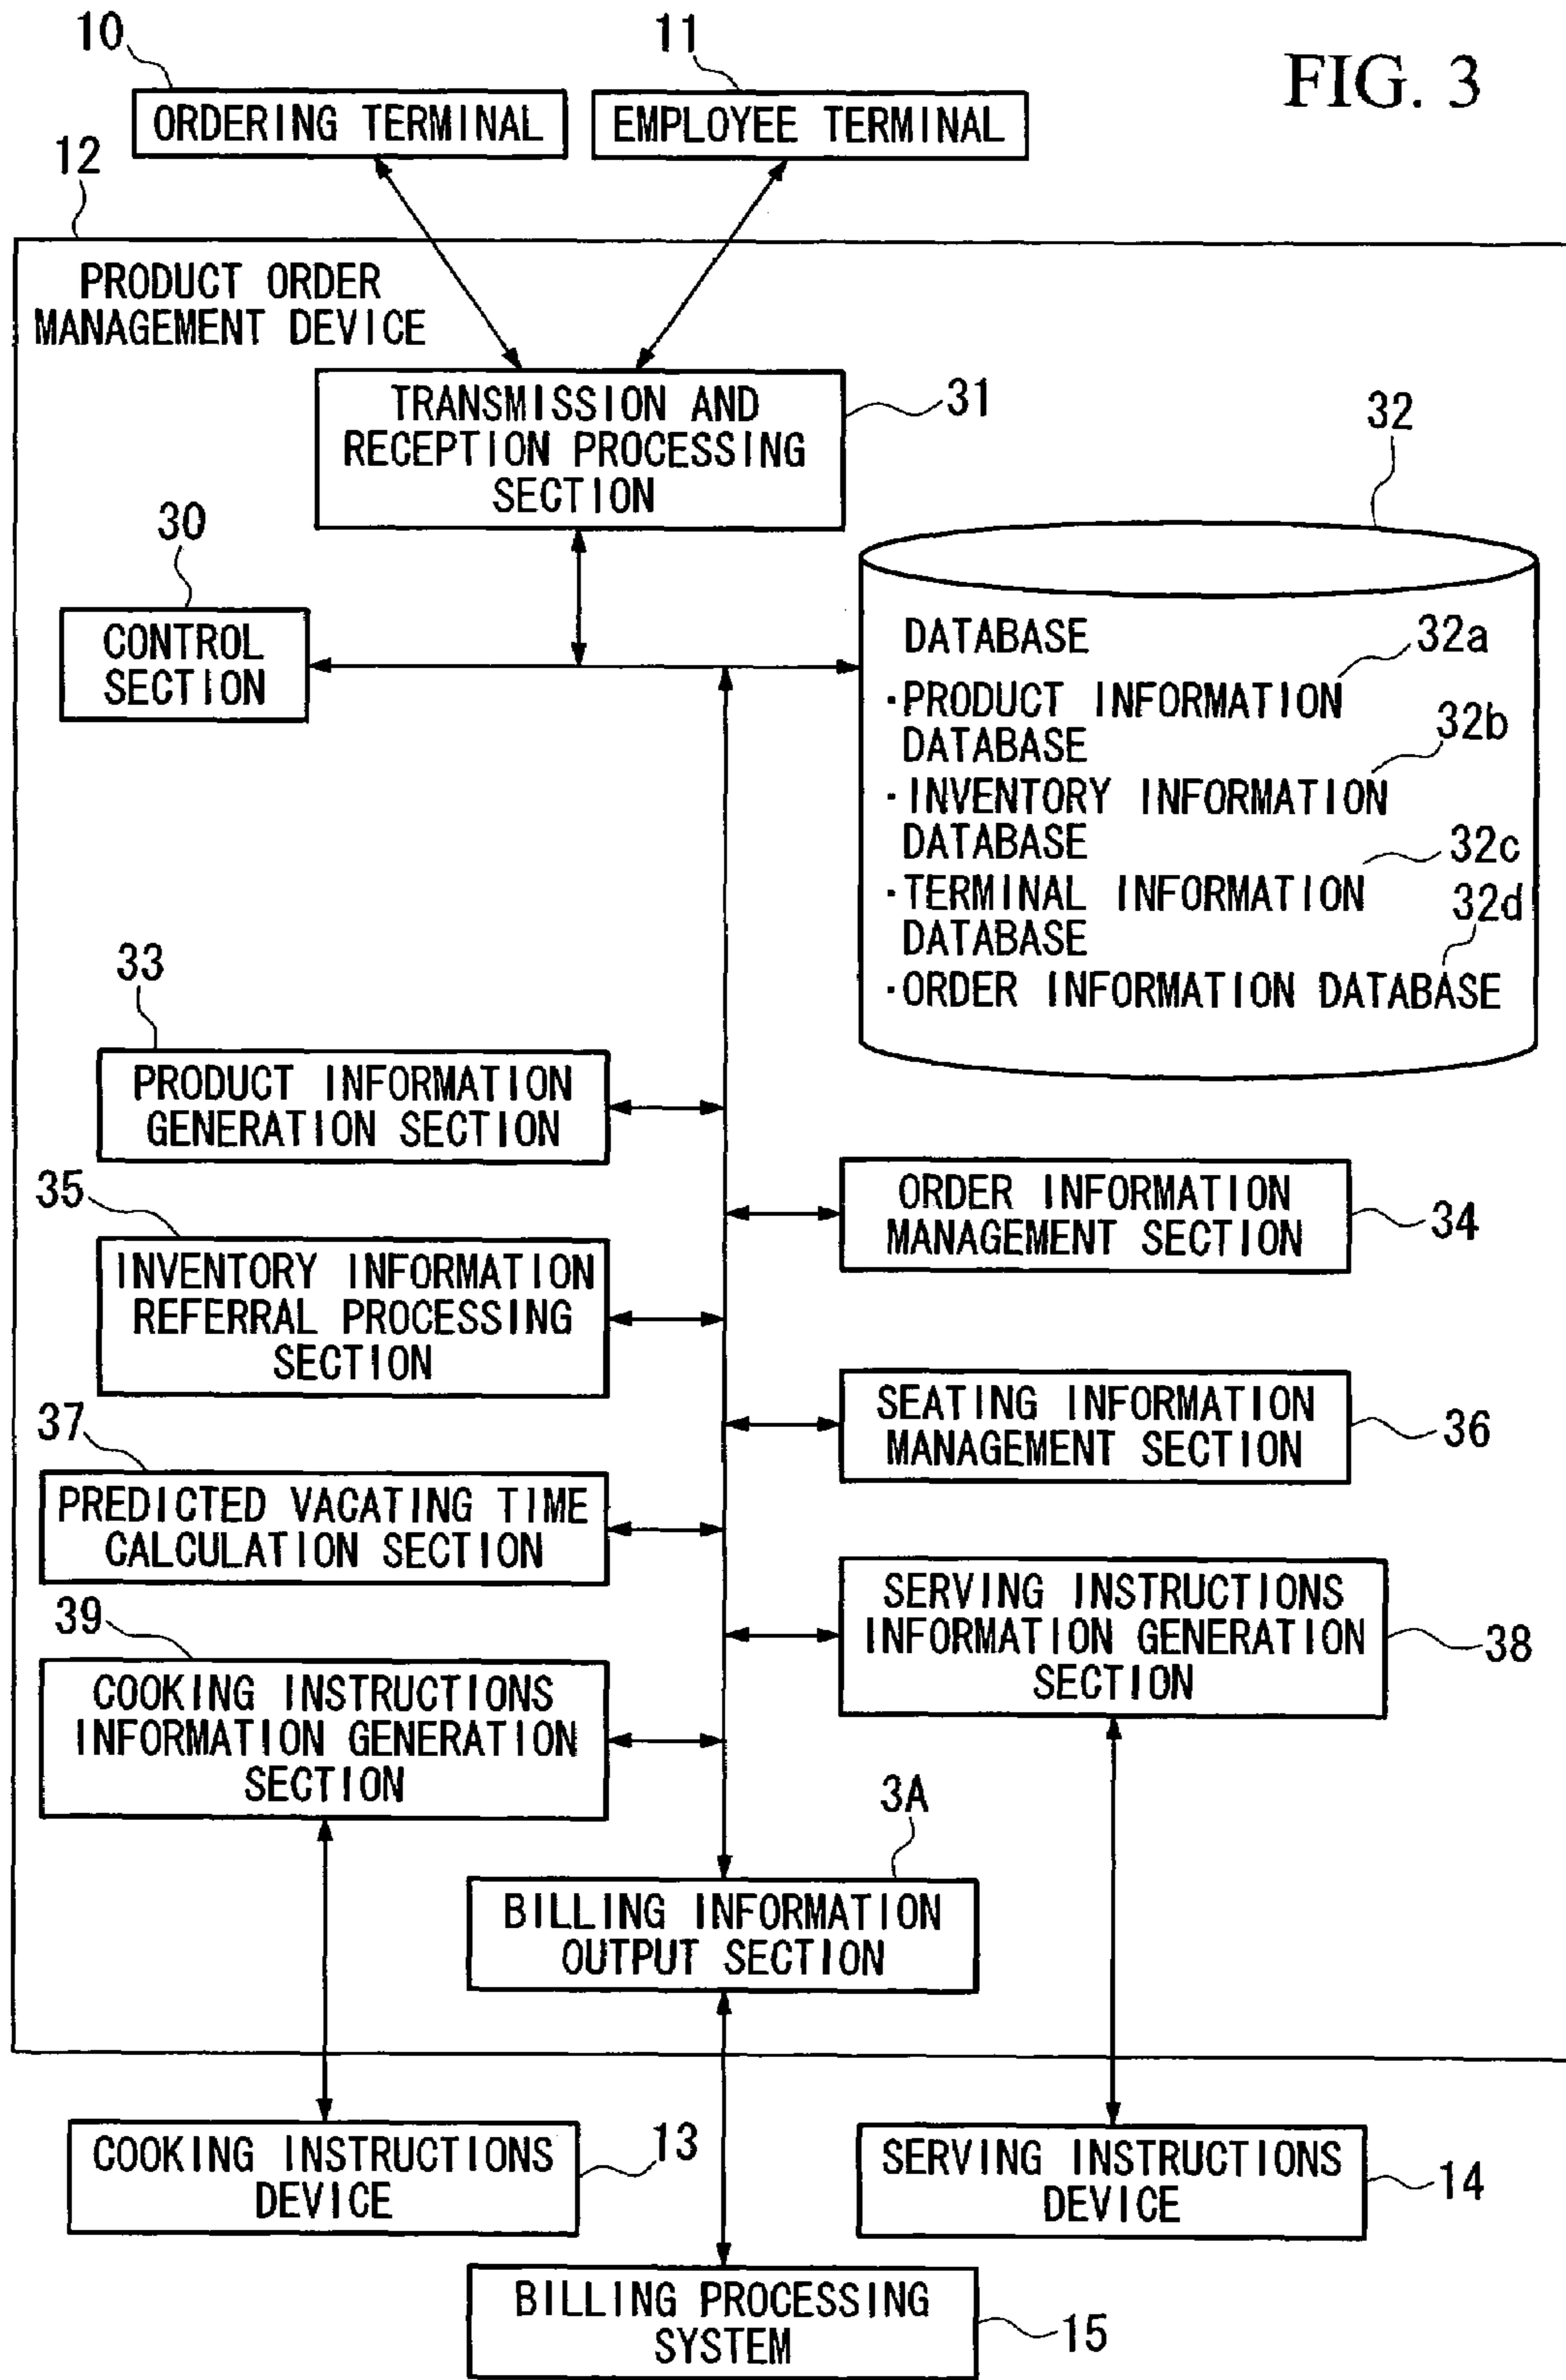 FIG. 3
10
11
ORDERING TERMINAL
EMPLOYEE TERMINAL
12
PRODUCT ORDER
MANAGEMENT DEVICE
TRANSMISSION AND
RECEPTION PROCESSING
SECTION
31
32
30
CONTROL
SECTION
DATABASE
32a
·PRODUCT INFORMATION
DATABASE
32b
·INVENTORY INFORMATION
DATABASE
32c
·TERMINAL INFORMATION
DATABASE
32d
·ORDER INFORMATION DATABASE
33
PRODUCT INFORMATION
GENERATION SECTION
ORDER INFORMATION
MANAGEMENT SECTION
34
35
INVENTORY INFORMATION
REFERRAL PROCESSING
SECTION
SEATING INFORMATION
MANAGEMENT SECTION
36
37
PREDICTED VACATING TIME
CALCULATION SECTION
SERVING INSTRUCTIONS
INFORMATION GENERATION
SECTION
38
39
COOKING INSTRUCTIONS
INFORMATION GENERATION
SECTION
3A
BILLING INFORMATION
OUTPUT SECTION
COOKING INSTRUCTIONS
DEVICE
13
SERVING INSTRUCTIONS
DEVICE
14
BILLING PROCESSING
SYSTEM
15